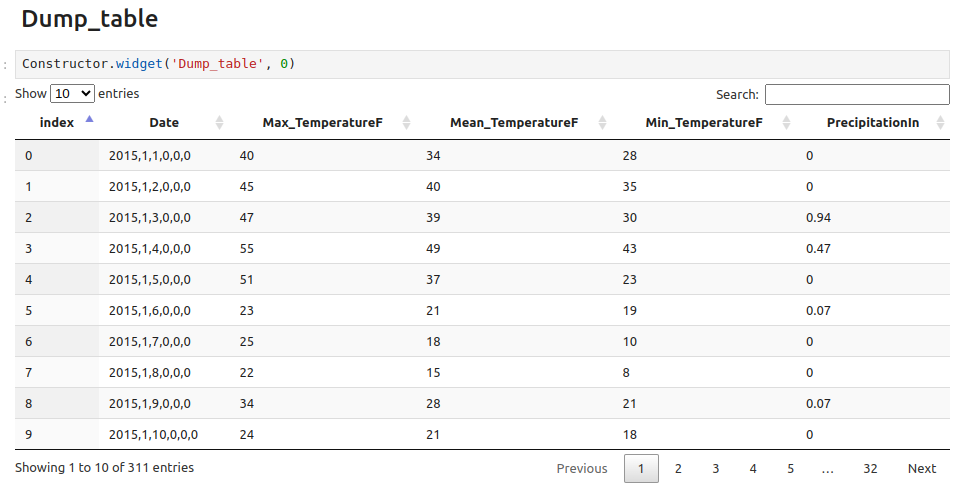 Dump_table
: Constructor.widget('Dump_table', 0)
: Show 10 entries Search:
index Date Max_TemperatureF Mean_TemperatureF Min_TemperatureF PrecipitationIn
0 2015,1,1,0,0,0 40 34 28 0
1 2015,1,2,0,0,0 45 40 35 0
2 2015,1,3,0,0,0 47 39 30 0.94
3 2015,1,4,0,0,0 55 49 43 0.47
4 2015,1,5,0,0,0 51 37 23 0
5 2015,1,6,0,0,0 23 21 19 0.07
6 2015,1,7,0,0,0 25 18 10 0
7 2015,1,8,0,0,0 22 15 8 0
8 2015,1,9,0,0,0 34 28 21 0.07
9 2015,1,10,0,0,0 24 21 18 0
Showing 1 to 10 of 311 entries Previous 1 2 3 4 5 … 32 Next